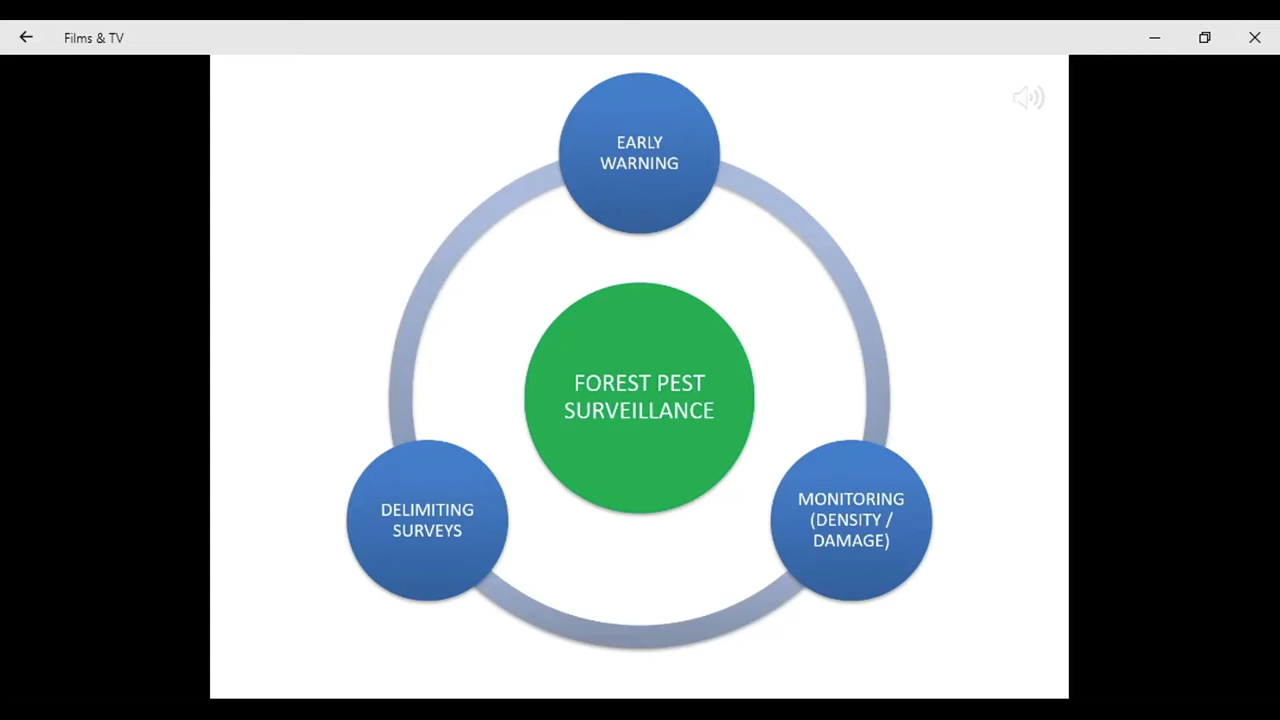 Films & TV
EARLY
WARNING
FOREST PEST
SURVEILLANCE
DELIMITING
SURVEYS
MONITORING
(DENSITY /
DAMAGE)